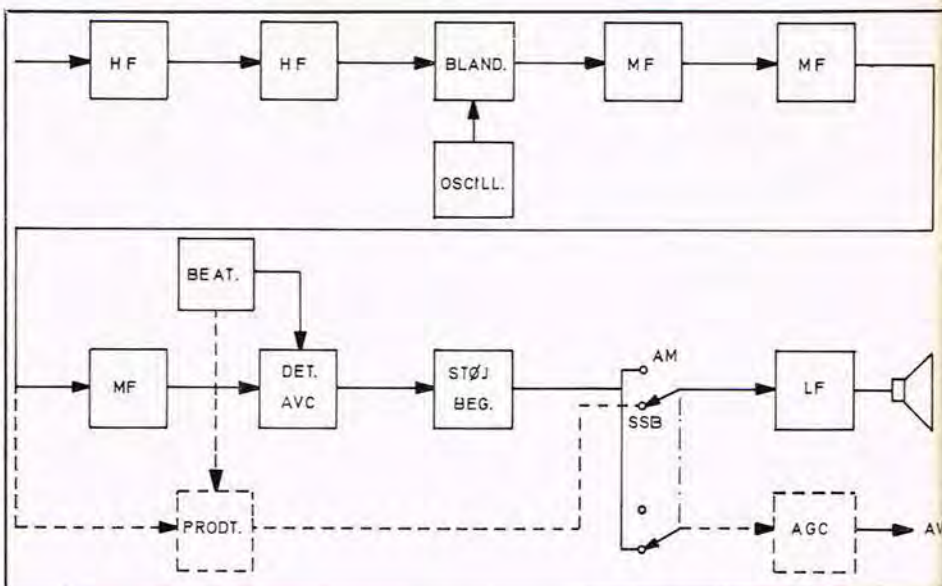 HF
HF
BLAND.
MF
MF
OSCILL.
BEAT.
MF
DET.
AVC
STØJ
BEG.
AM
SSB
LF
PRODT.
AGC